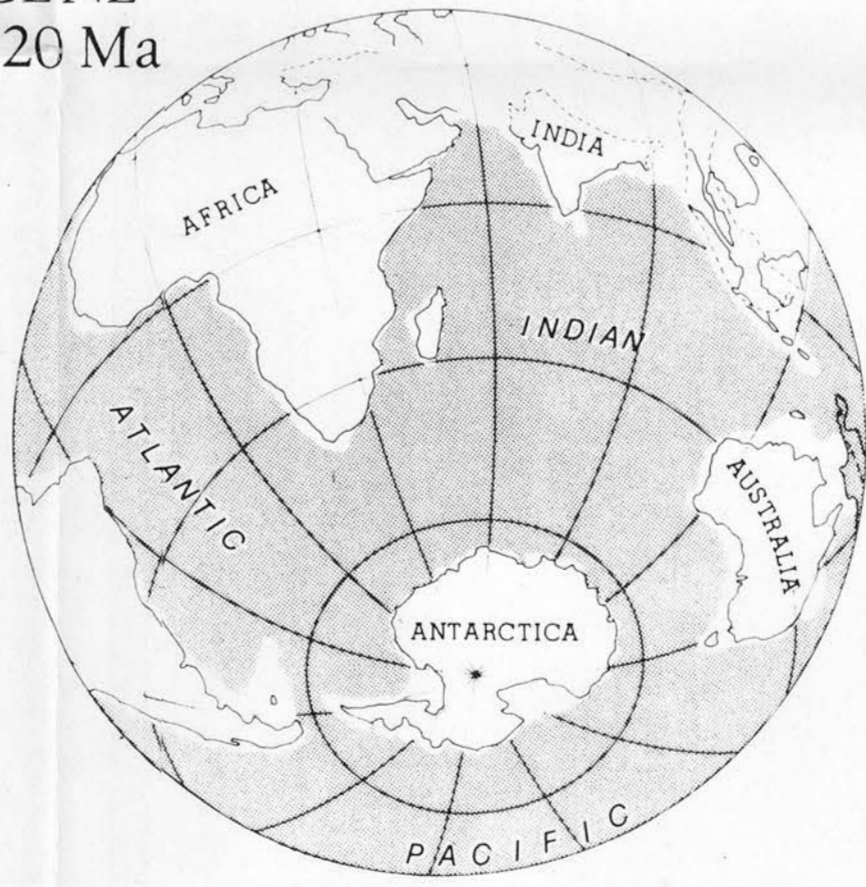 20 Ma
AFRICA
INDIA
INDIAN
ATLANTIC
AUSTRALIA
ANTARCTICA
PACIFIC